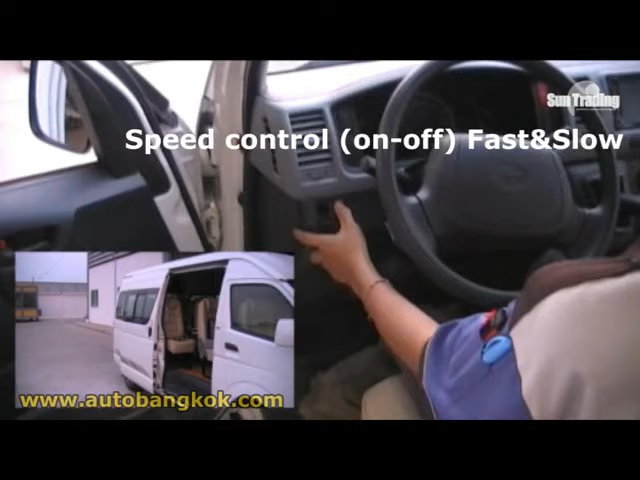 Sun Trading
Speed control (on-off) Fast&Slow
www.autobangkok.com